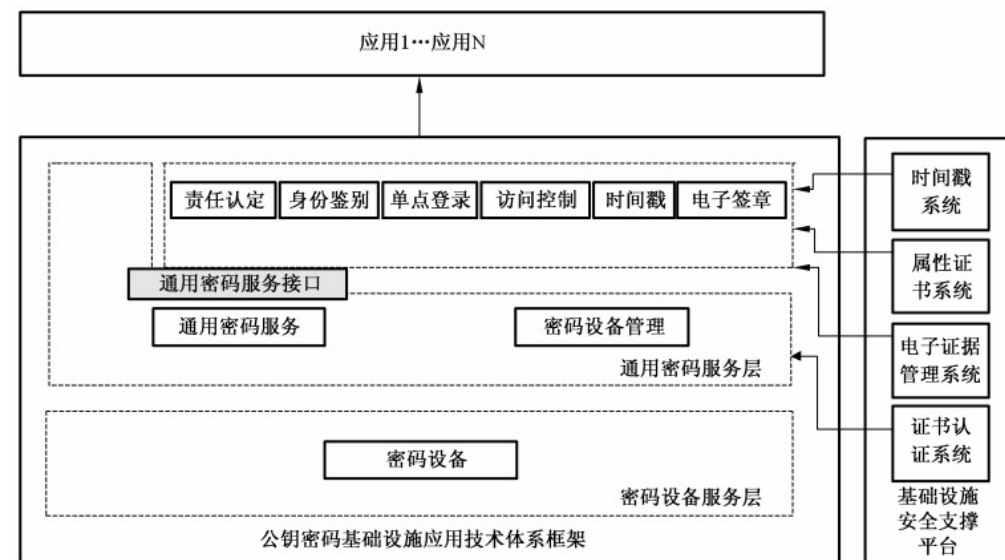 应用1…应用N
责任认定
身份鉴别
单点登录
访问控制
时间戳
电子签章
通用密码服务接口
通用密码服务
密码设备管理
通用密码服务层
密码设备
密码设备服务层
公钥密码基础设施应用技术体系框架
时间戳
系统
属性证
书系统
电子证据
管理系统
证书认
证系统
基础设施
安全支撑
平台